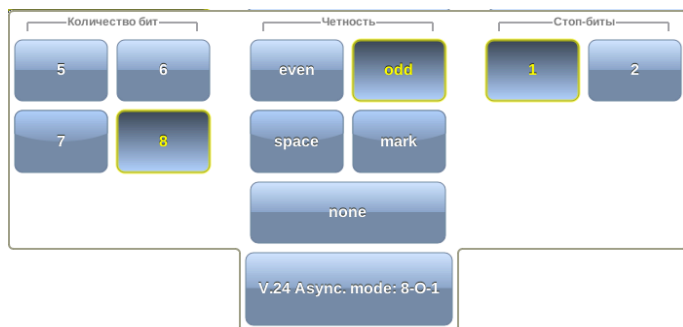 Количество бит
Четность
Стоп-биты
5
6
even
odd
1
2
7
8
space
mark
none
V.24 Async. mode: 8-O-1